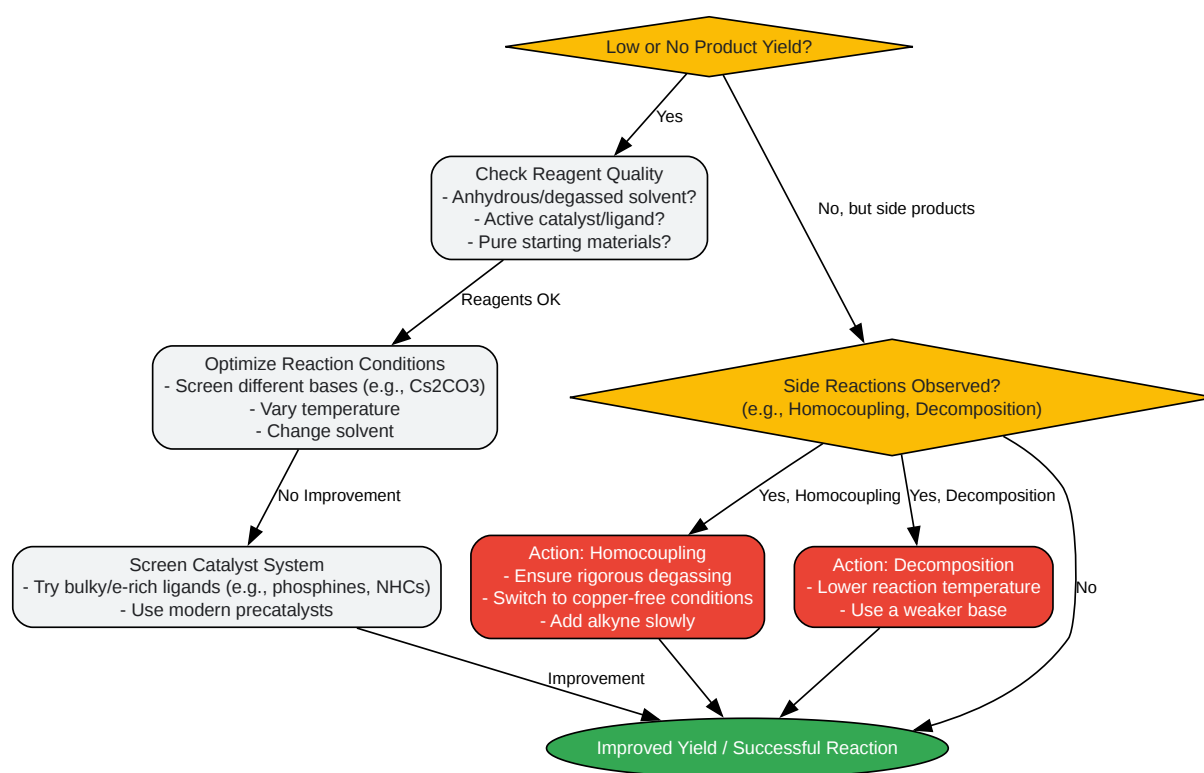 Low or No Product Yield?
Yes
Check Reagent Quality
- Anhydrous/degassed solvent?
- Active catalyst/ligand?
- Pure starting materials?
No, but side products
Reagents OK
Optimize Reaction Conditions
- Screen different bases (e.g., Cs2CO3)
- Vary temperature
- Change solvent
Side Reactions Observed?
(e.g., Homocoupling, Decomposition)
No Improvement
Yes, Homocoupling
Yes, Decomposition
No
Screen Catalyst System
- Try bulky/e-rich ligands (e.g., phosphines, NHCs)
- Use modern precatalysts
Action: Homocoupling
- Ensure rigorous degassing
- Switch to copper-free conditions
- Add alkyne slowly
Action: Decomposition
- Lower reaction temperature
- Use a weaker base
Improvement
Improved Yield / Successful Reaction